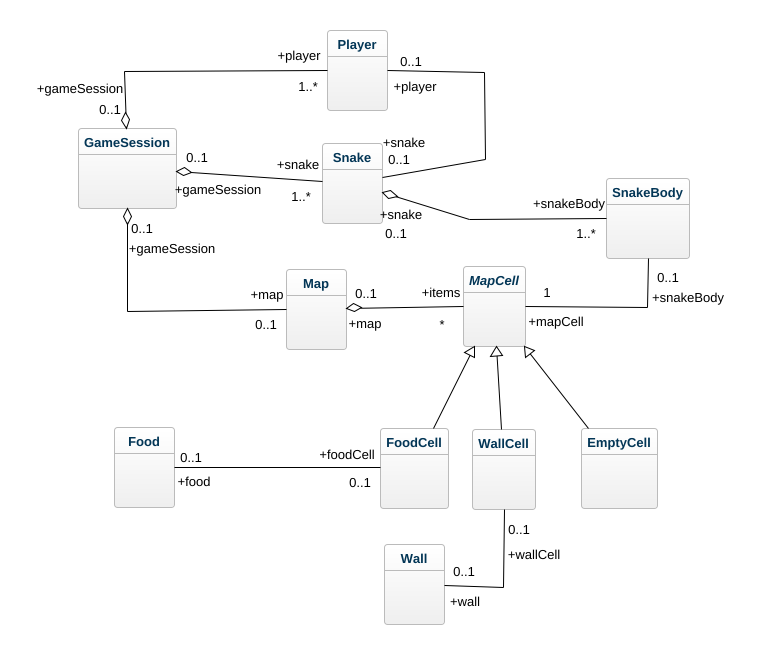 Player
+player
0..1
1..*
+player
+gameSession
0..1
GameSession
0..1
+gameSession
+snake
1..*
Snake
+snake
0..1
+snake
0..1
SnakeBody
+snakeBody
1..*
0..1
+gameSession
0..1
+snakeBody
Map
+map
0..1
0..1
+map
MapCell
+items
*
1
+mapCell
Food
0..1
+food
+foodCell
0..1
FoodCell
WallCell
EmptyCell
0..1
+wallCell
Wall
0..1
+wall